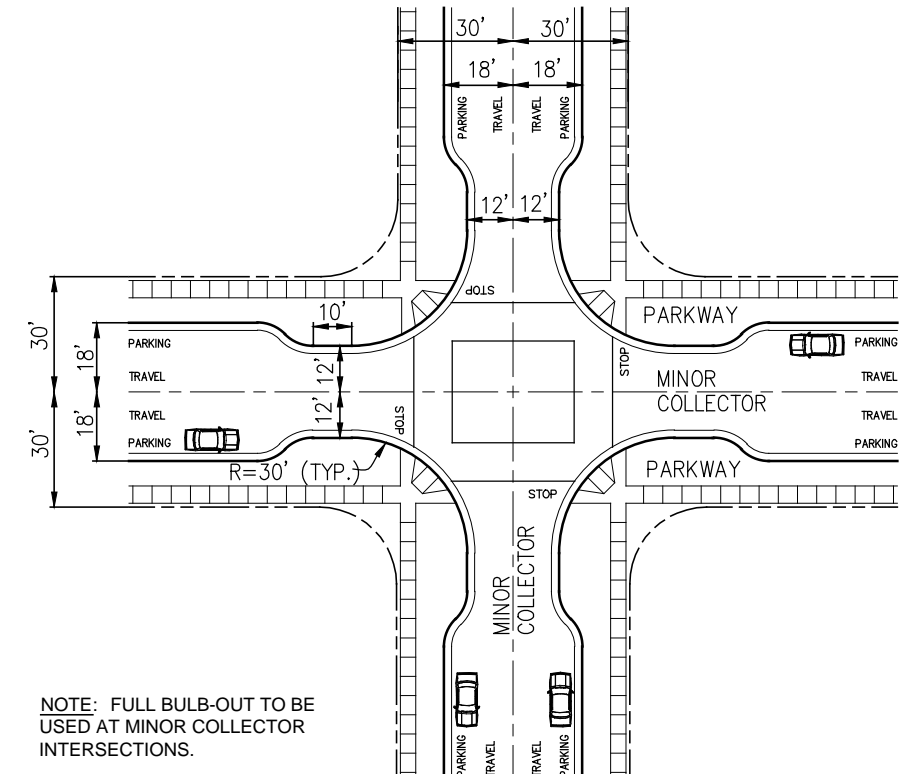 30' 30'
18' 18'
PARKING TRAVEL TRAVEL PARKING
12' 12'
STOP
10'
PARKWAY
30' 18' PARKING 12' STOP PARKING
TRAVEL MINOR TRAVEL
COLLECTOR
30' 18' TRAVEL 12' STOP TRAVEL
PARKING PARKING
R=30' (TYP.) PARKWAY
STOP
MINOR
COLLECTOR
NOTE: FULL BULB-OUT TO BE
USED AT MINOR COLLECTOR
INTERSECTIONS.
PARKING TRAVEL TRAVEL PARKING